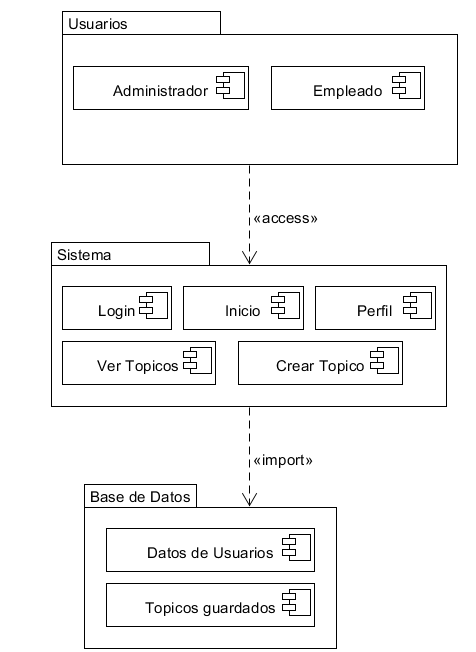 Usuarios
Administrador
Empleado
«access»
Sistema
Login
Inicio
Perfil
Ver Topicos
Crear Topico
«import»
Base de Datos
Datos de Usuarios
Topicos guardados